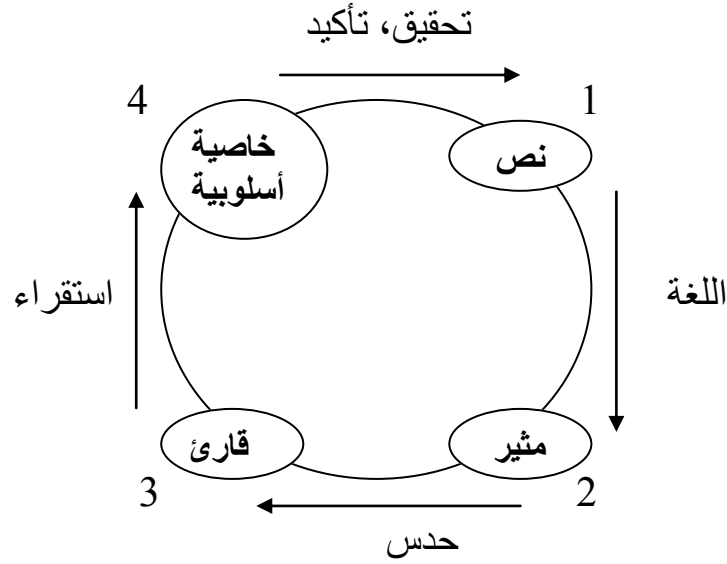 تحقيق، تأكيد
4
1
خاصية
أسلوبية
نص
استقراء
اللغة
قارئ
مثير
3
2
حدس